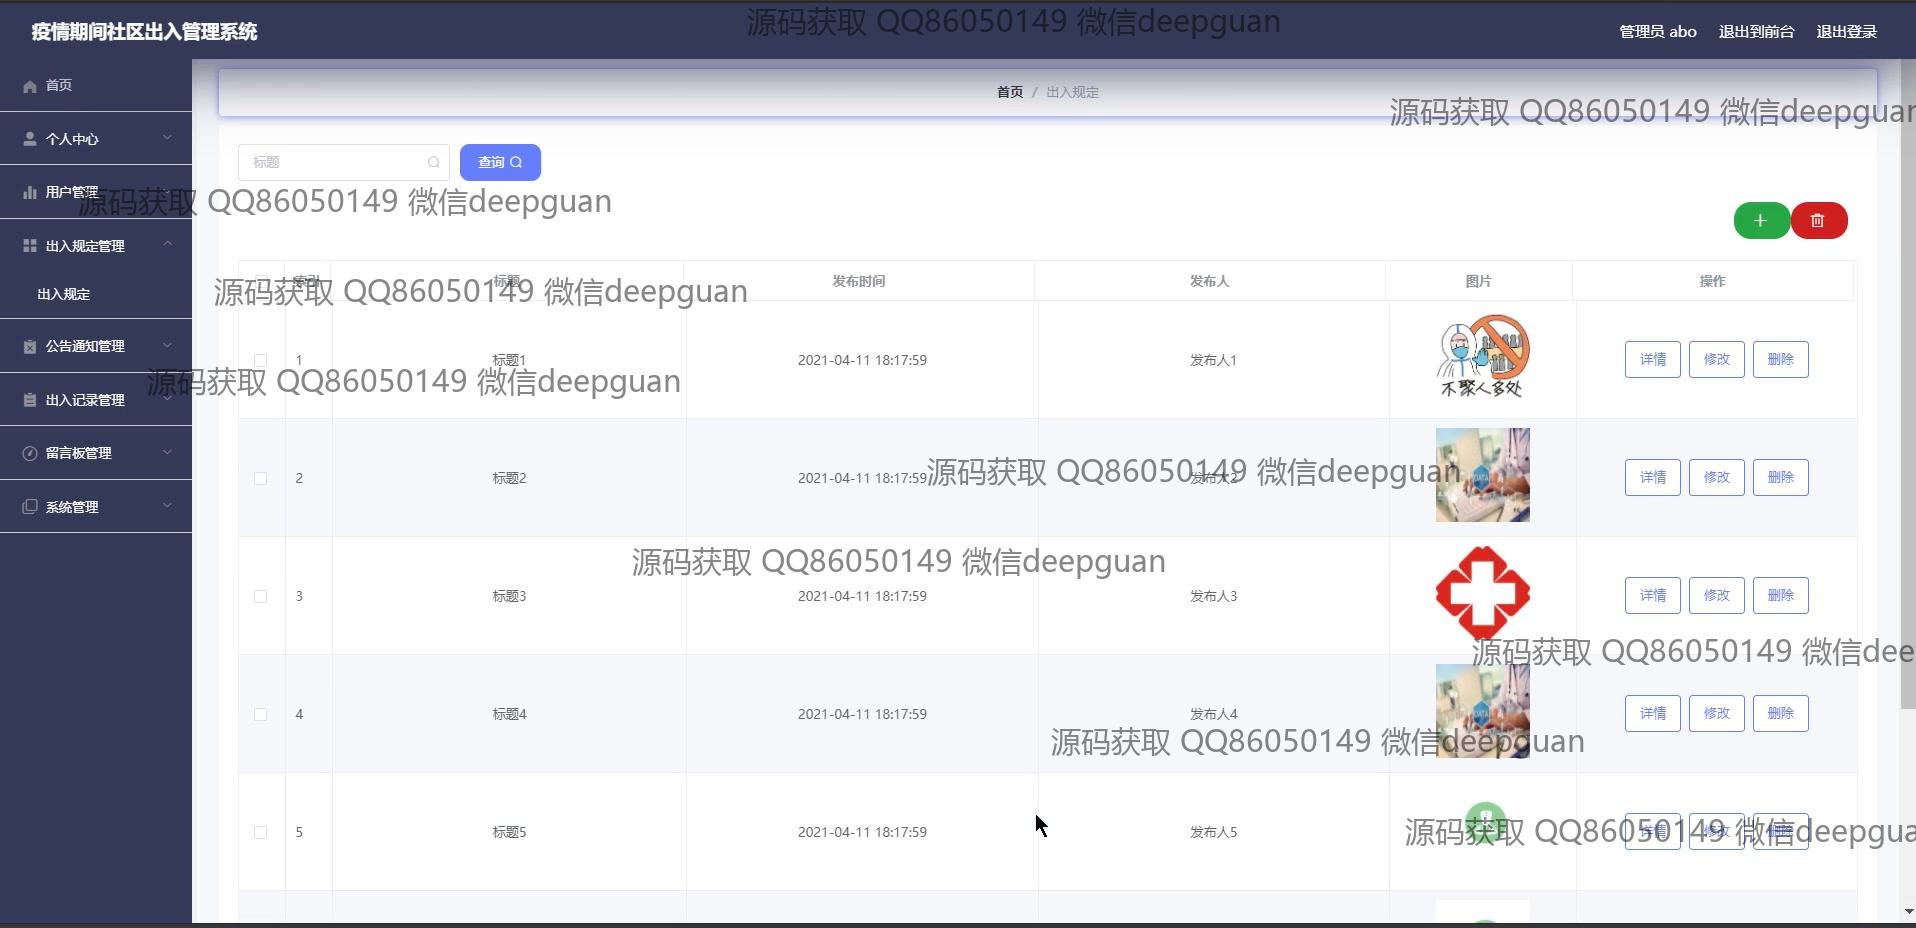 疫情期间社区出入管理系统
源码获取 QQ86050149 微信deepguan
管理员 abo 退出到前台 退出登录
首页
首页 / 出入规定
源码获取 QQ86050149 微信deepguan
个人中心
标题 查询
用户管理
源码获取 QQ86050149 微信deepguan
出入规定管理
出入规定
索引 标题 发布时间 发布人 图片 操作
源码获取 QQ86050149 微信deepguan
公告通知管理
1 标题1 2021-04-11 18:17:59 发布人1 详情 修改 删除
不聚人多处
源码获取 QQ86050149 微信deepguan
出入记录管理
留言板管理
源码获取 QQ86050149 微信deepguan
2 标题2 2021-04-11 18:17:59 发布人2 详情 修改 删除
DATA
系统管理
源码获取 QQ86050149 微信deepguan
3 标题3 2021-04-11 18:17:59 发布人3 详情 修改 删除
源码获取 QQ86050149 微信dee
4 标题4 2021-04-11 18:17:59 发布人4 详情 修改 删除
DATA
源码获取 QQ86050149 微信deepguan
5 标题5 2021-04-11 18:17:59 发布人5 详情 修改 删除
源码获取 QQ86050149 微信deepgua